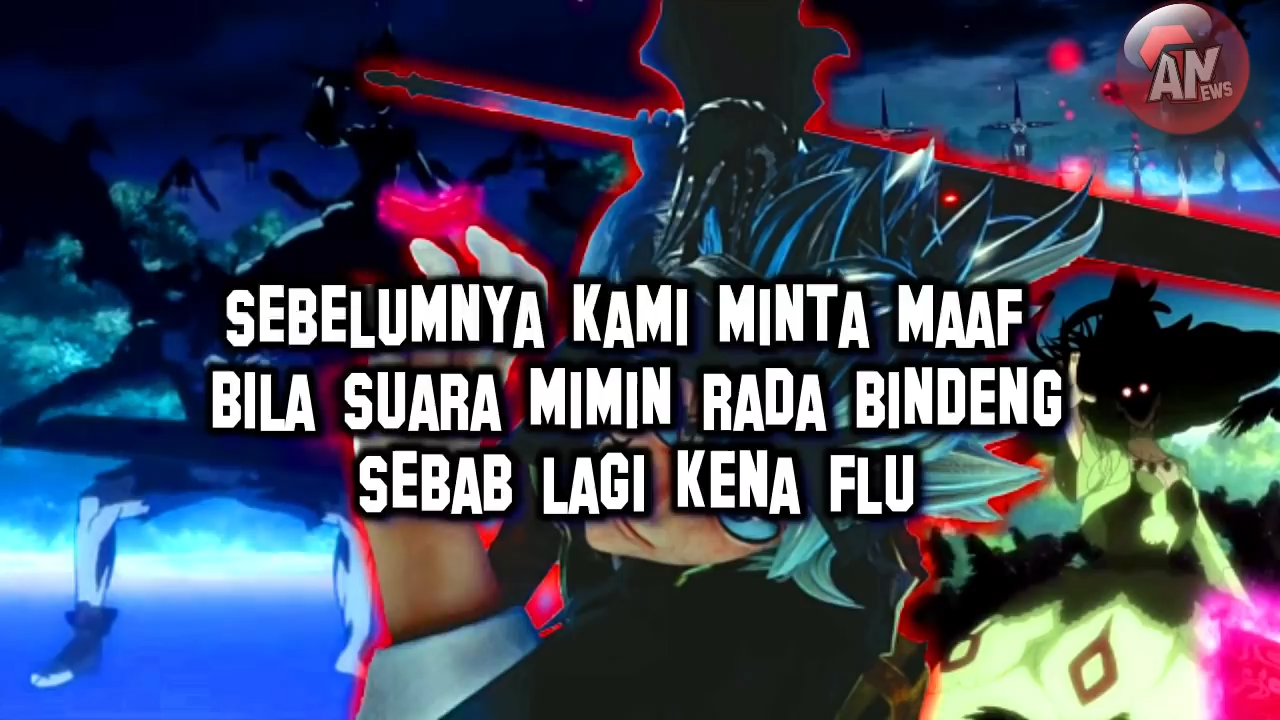 AN
EWS
SEBELUMNYA KAMI MINTA MAAF
BILA SUARA MIMIN RADA BINDENG
SEBAB LAGI KENA FLU